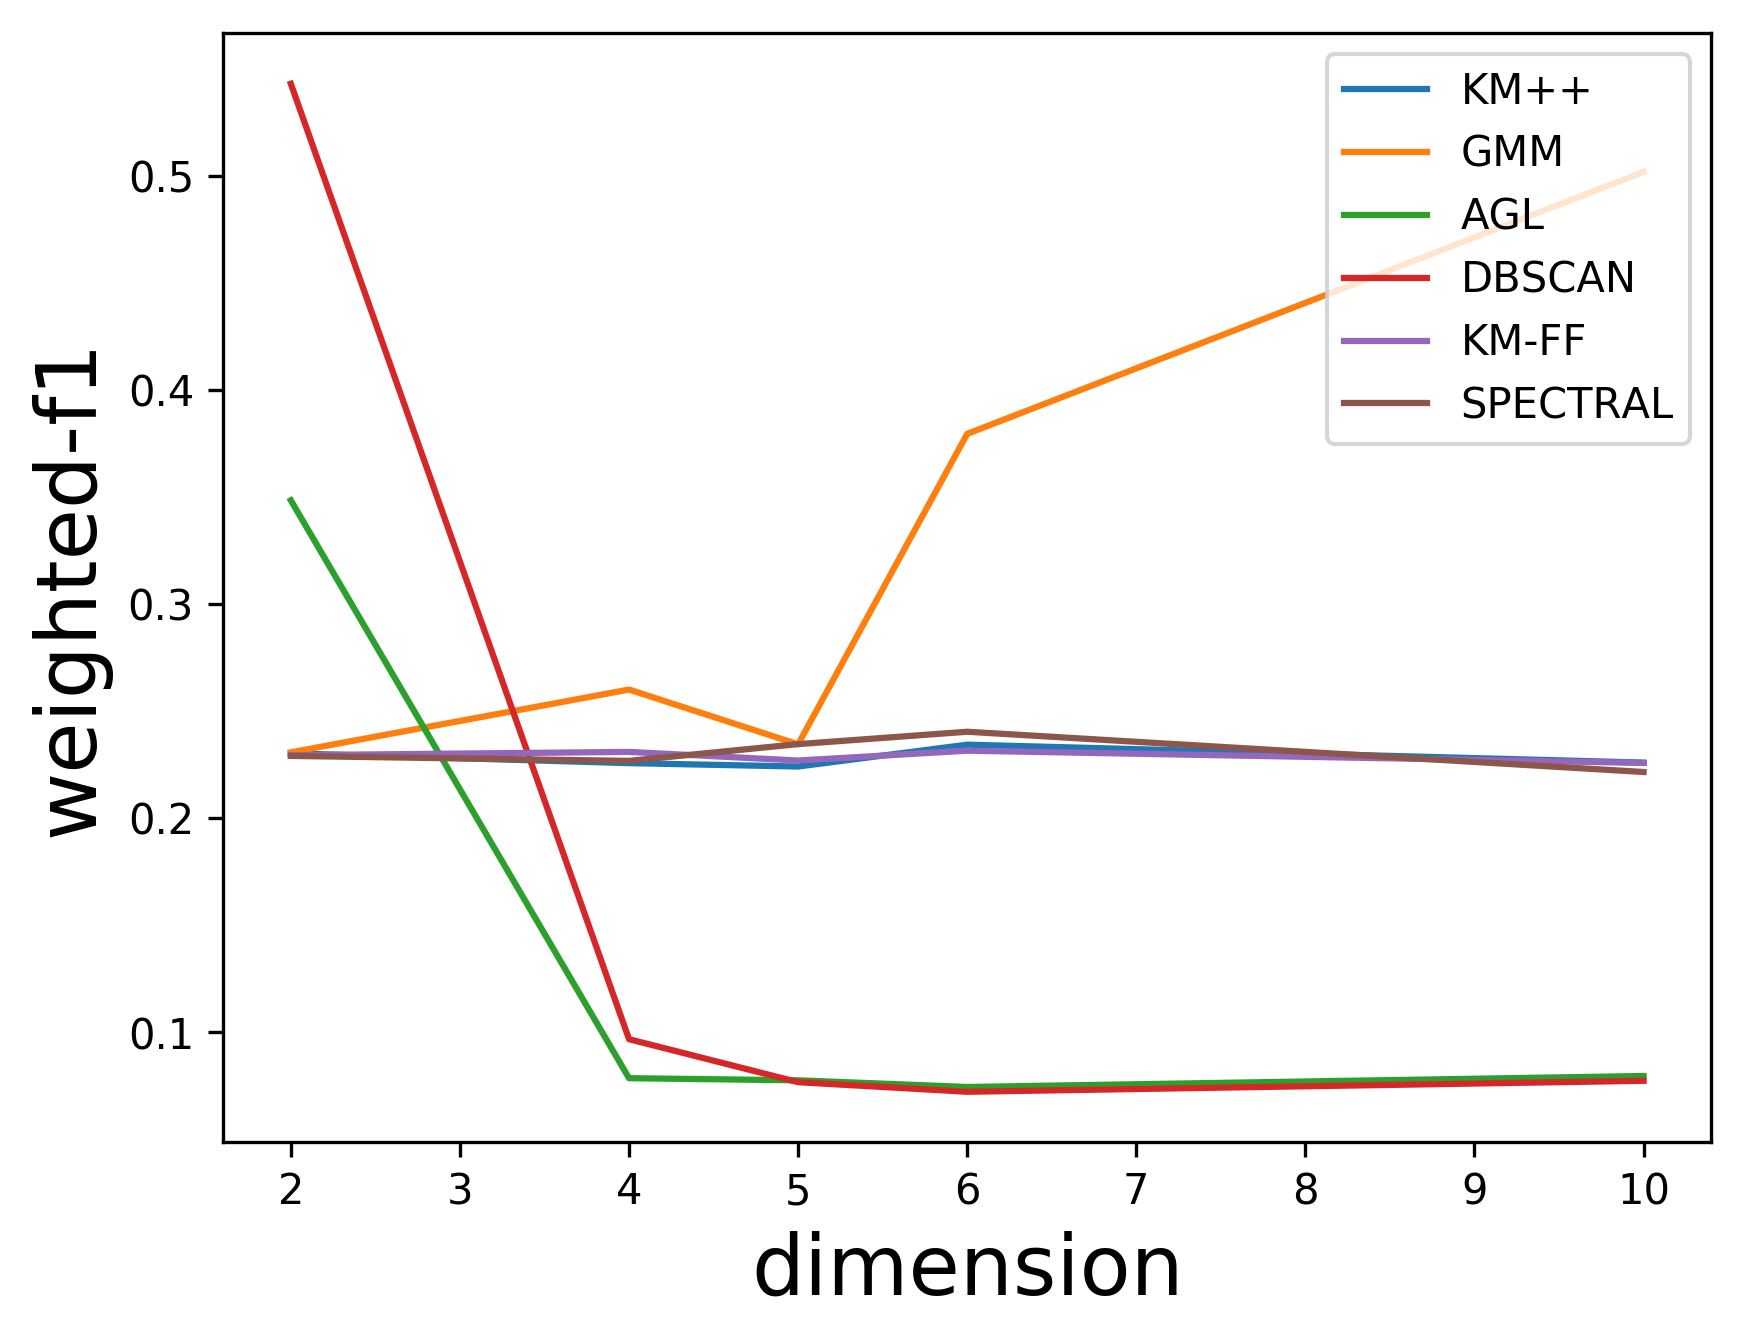 KM++
GMM
AGL
DBSCAN
KM-FF
SPECTRAL
0.5
0.4
0.3
0.2
0.1
weighted-f1
2 3 4 5 6 7 8 9 10
dimension